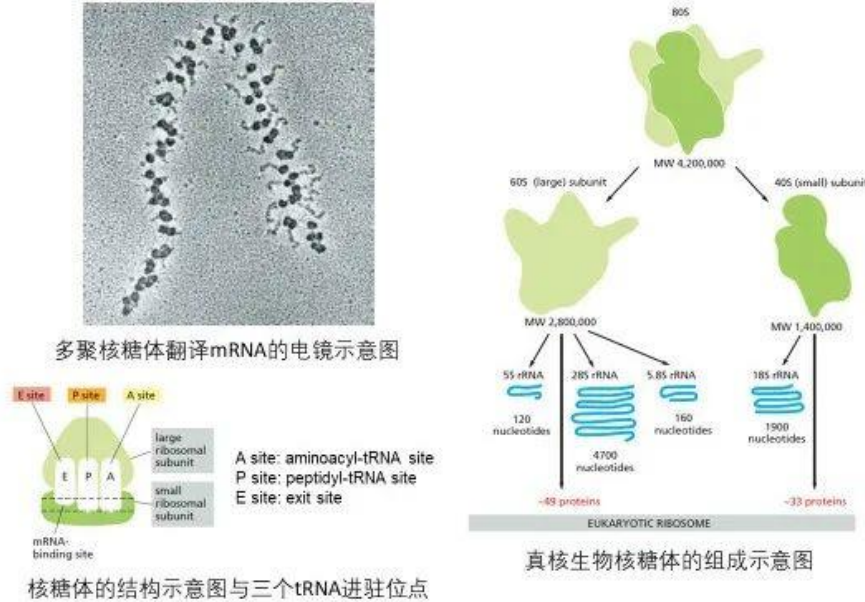 多聚核糖体翻译mRNA的电镜示意图
E site
P site
A site
large
ribosomal
subunit
E P A
small
ribosomal
subunit
mRNA-
binding site
A site: aminoacyl-tRNA site
P site: peptidyl-tRNA site
E site: exit site
核糖体的结构示意图与三个tRNA进驻位点
80S
MW 4,200,000
60S (large) subunit
40S (small) subunit
MW 2,800,000
MW 1,400,000
5S rRNA
28S rRNA
5.8S rRNA
18S rRNA
120
nucleotides
4700
nucleotides
160
nucleotides
1900
nucleotides
~49 proteins
~33 proteins
EUKARYOTIC RIBOSOME
真核生物核糖体的组成示意图